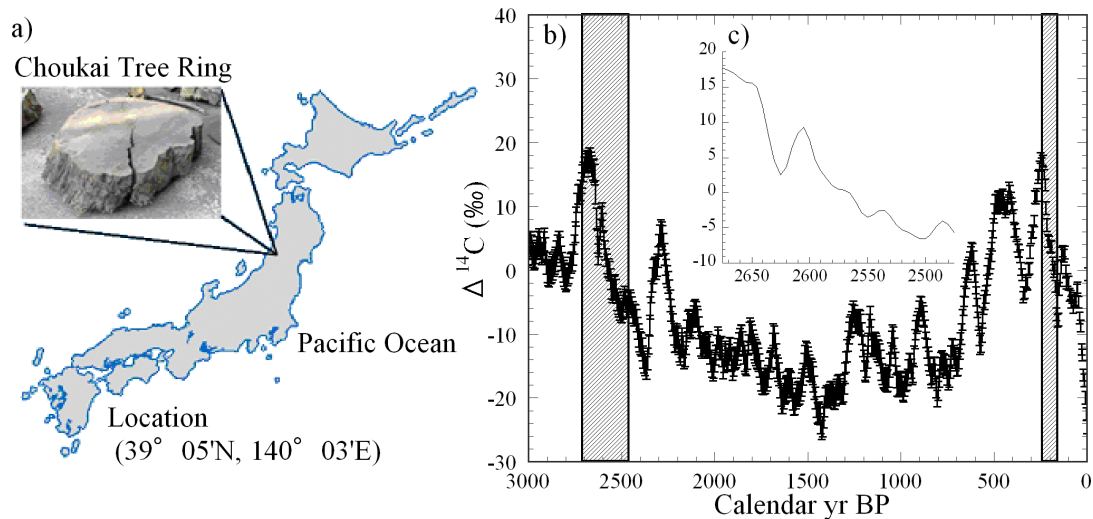 a)
Choukai Tree Ring
Pacific Ocean
Location
(39° 05'N, 140° 03'E)
b)
c)
Δ ¹⁴C (‰)
40
30
20
10
0
-10
-20
-30
3000 2500 2000 1500 1000 500 0
Calendar yr BP
20
15
10
5
0
-5
-10
2650 2600 2550 2500